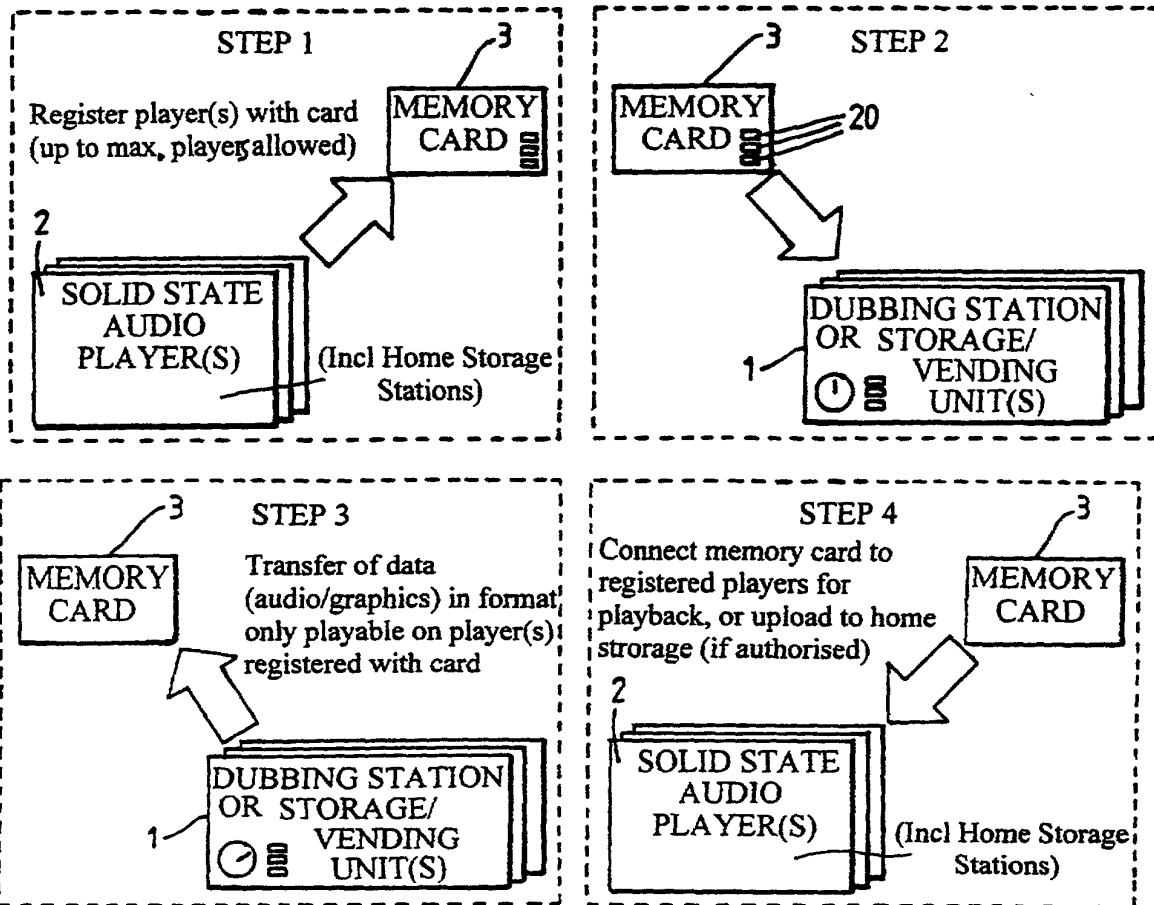 STEP 1
3
Register player(s) with card
(up to max, players allowed)
MEMORY
CARD
2
SOLID STATE
AUDIO
PLAYER(S)
(Incl Home Storage
Stations)
STEP 2
3
MEMORY
CARD
20
DUBBING STATION
OR STORAGE/
VENDING
UNIT(S)
1
STEP 3
3
MEMORY
CARD
Transfer of data
(audio/graphics) in format
only playable on player(s)
registered with card
DUBBING STATION
OR STORAGE/
VENDING
UNIT(S)
1
STEP 4
3
Connect memory card to
registered players for
playback, or upload to home
strorage (if authorised)
MEMORY
CARD
2
SOLID STATE
AUDIO
PLAYER(S)
(Incl Home Storage
Stations)